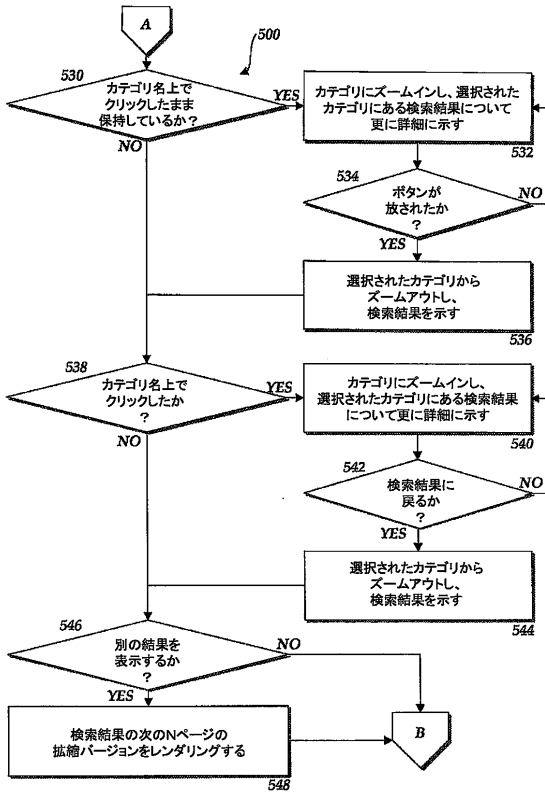 A
500
530
カテゴリ名上で
クリックしたまま
保持しているか?
YES
NO
カテゴリにズームインし、選択された
カテゴリにある検索結果について
更に詳細に示す
532
534
ボタンが
放されたか
?
NO
YES
選択されたカテゴリから
ズームアウトし、
検索結果を示す
536
538
カテゴリ名上で
クリックしたか
?
YES
NO
カテゴリにズームインし、
選択されたカテゴリにある検索結果
について更に詳細に示す
540
542
検索結果に
戻るか
?
NO
YES
選択されたカテゴリから
ズームアウトし、
検索結果を示す
544
546
別の結果を
表示するか
?
NO
YES
検索結果の次のNページの
拡縮バージョンをレンダリングする
548
B